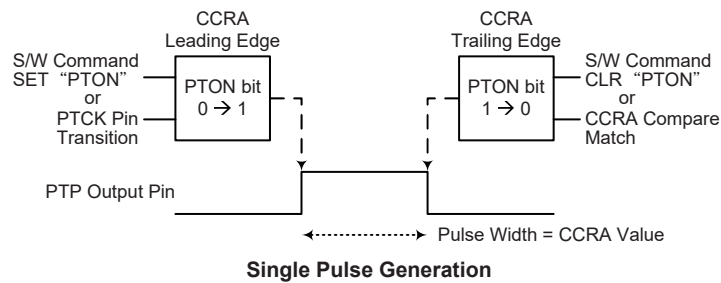 CCRA
Leading Edge
S/W Command
SET “PTON”
or
PTCK Pin
Transition
PTON bit
0 → 1
CCRA
Trailing Edge
PTON bit
1 → 0
S/W Command
CLR “PTON”
or
CCRA Compare
Match
PTP Output Pin
Pulse Width = CCRA Value
Single Pulse Generation